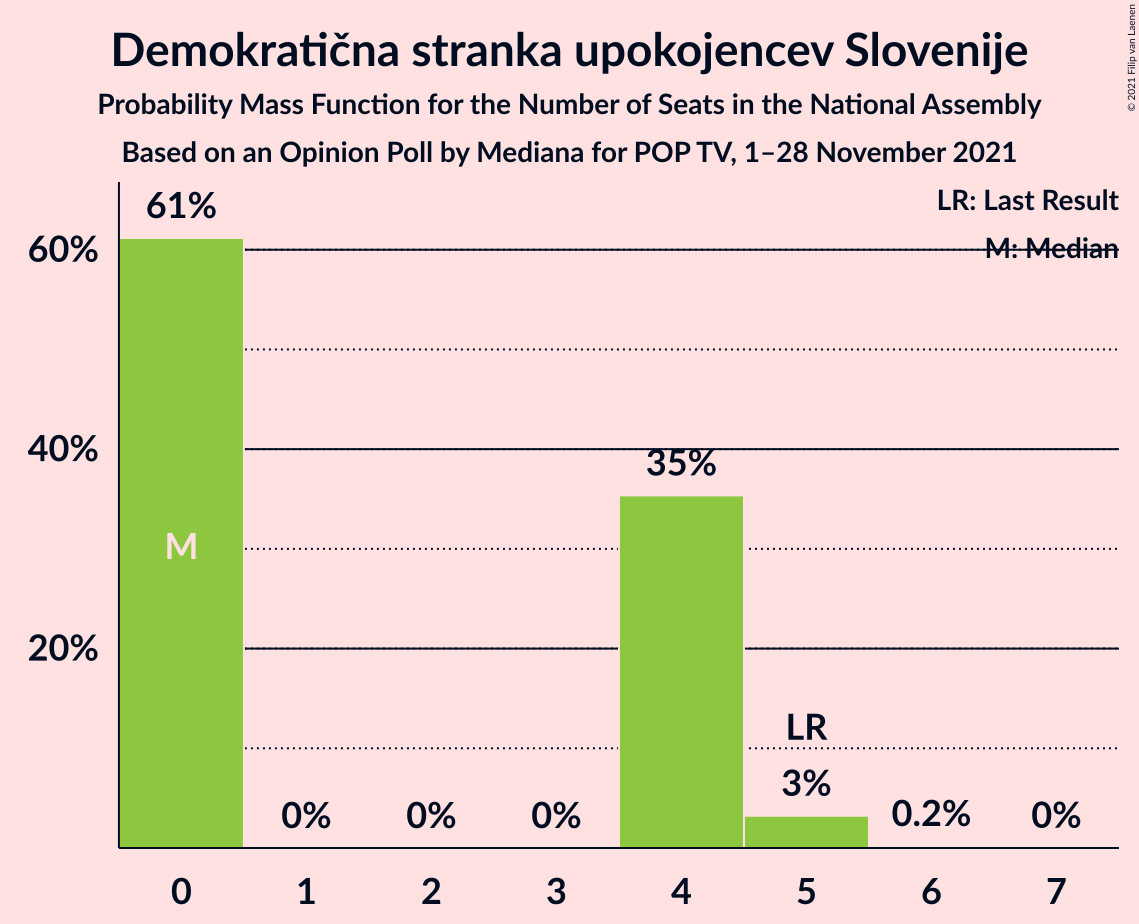 Demokratična stranka upokojencev Slovenije
Probability Mass Function for the Number of Seats in the National Assembly
Based on an Opinion Poll by Mediana for POP TV, 1–28 November 2021
© 2021 Filip van Laenen
LR: Last Result
M: Median
61%
60%
40%
35%
M
20%
LR
3%
0%
0%
0%
0.2%
0%
0
1
2
3
4
5
6
7